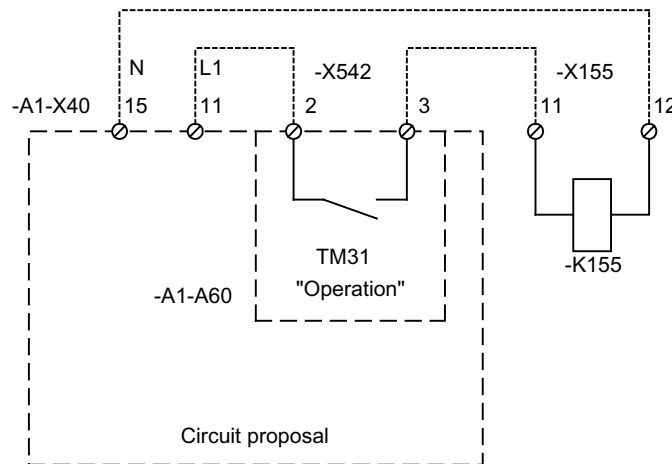 N L1 -X542 -X155
-A1-X40 15 11 2 3 11 12
TM31
-K155
-A1-A60 "Operation"
Circuit proposal